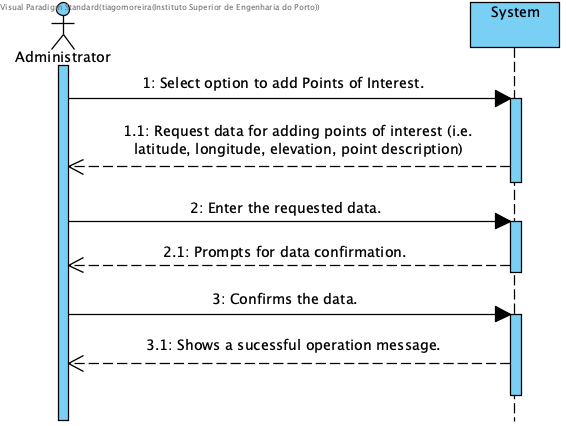 Visual Paradigm Standard(tiagomoreira(Instituto Superior de Engenharia do Porto))
System
Administrator
1: Select option to add Points of Interest.
1.1: Request data for adding points of interest (i.e.
latitude, longitude, elevation, point description)
2: Enter the requested data.
2.1: Prompts for data confirmation.
3: Confirms the data.
3.1: Shows a sucessful operation message.